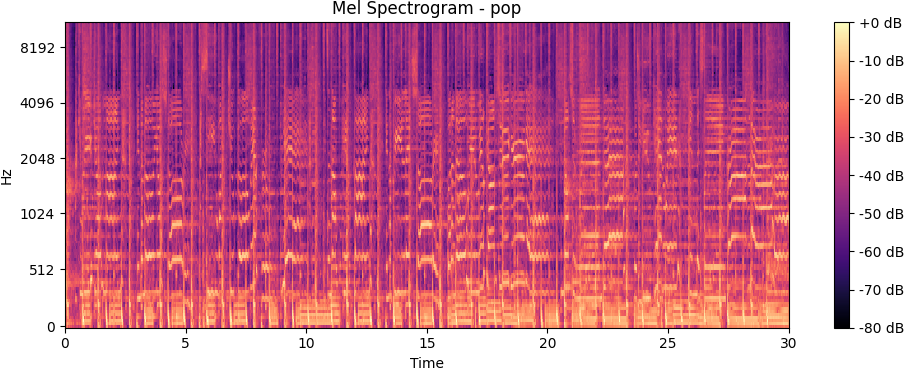 Mel Spectrogram - pop
Hz
8192
4096
2048
1024
512
0
0 5 10 15 20 25 30
Time
+0 dB
-10 dB
-20 dB
-30 dB
-40 dB
-50 dB
-60 dB
-70 dB
-80 dB